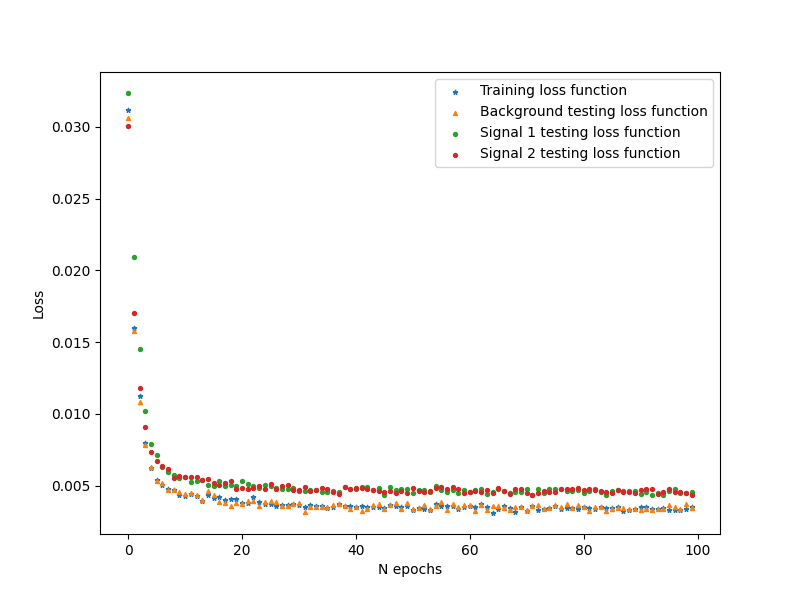 Training loss function
Background testing loss function
Signal 1 testing loss function
Signal 2 testing loss function
0.030
0.025
0.020
0.015
0.010
0.005
Loss
0 20 40 60 80 100
N epochs